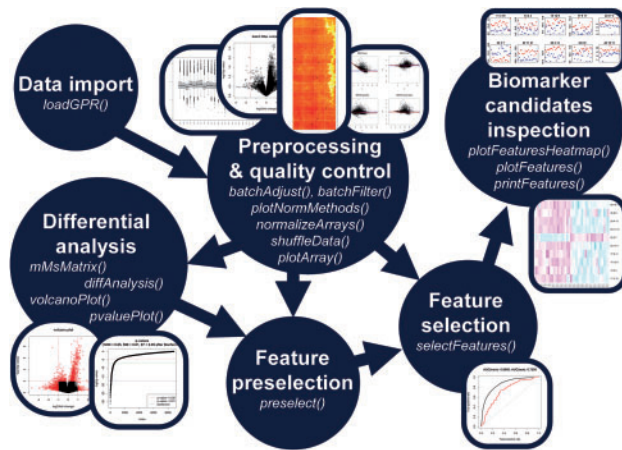 Data import
loadGPR()
Preprocessing
& quality control
batchAdjust(), batchFilter()
plotNormMethods()
normalizeArrays()
shuffleData()
plotArray()
Biomarker
candidates
inspection
plotFeaturesHeatmap()
plotFeatures()
printFeatures()
Differential
analysis
mMsMatrix()
diffAnalysis()
volcanoPlot()
pvaluePlot()
Feature
preselection
preselect()
Feature
selection
selectFeatures()